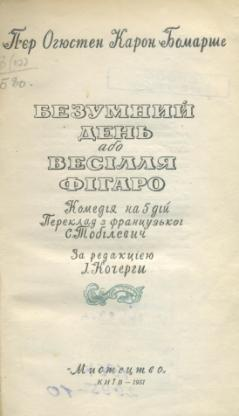 П'єр Огюстен Карон Бомарше
БЕЗУМНИЙ
ДЕНЬ
або
ВЕСІЛЛЯ
ФІГАРО
Комедія на 5 дій
Переклад з французької
С. Тобілевич
За редакцією
І. Кочерги
„Мистецтво"
КИЇВ — 1951